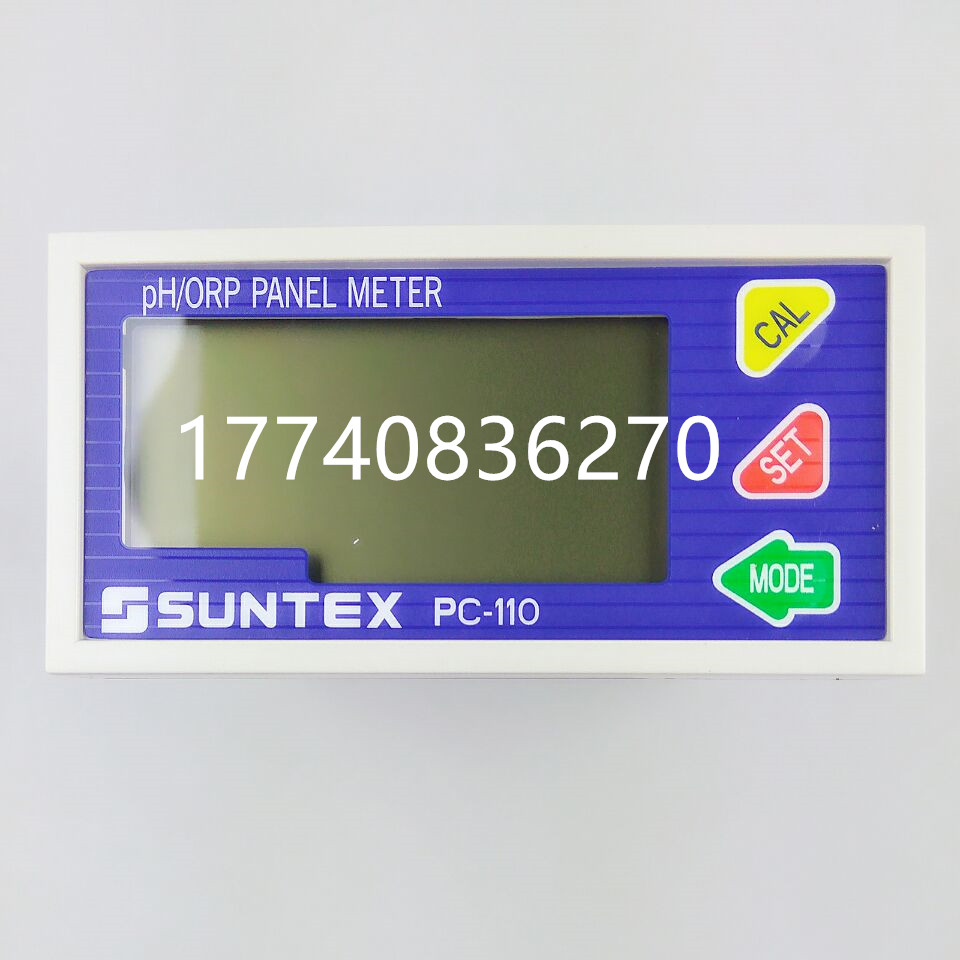 pH/ORP PANEL METER
CAL
17740836270
SET
MODE
SUNTEX PC-110